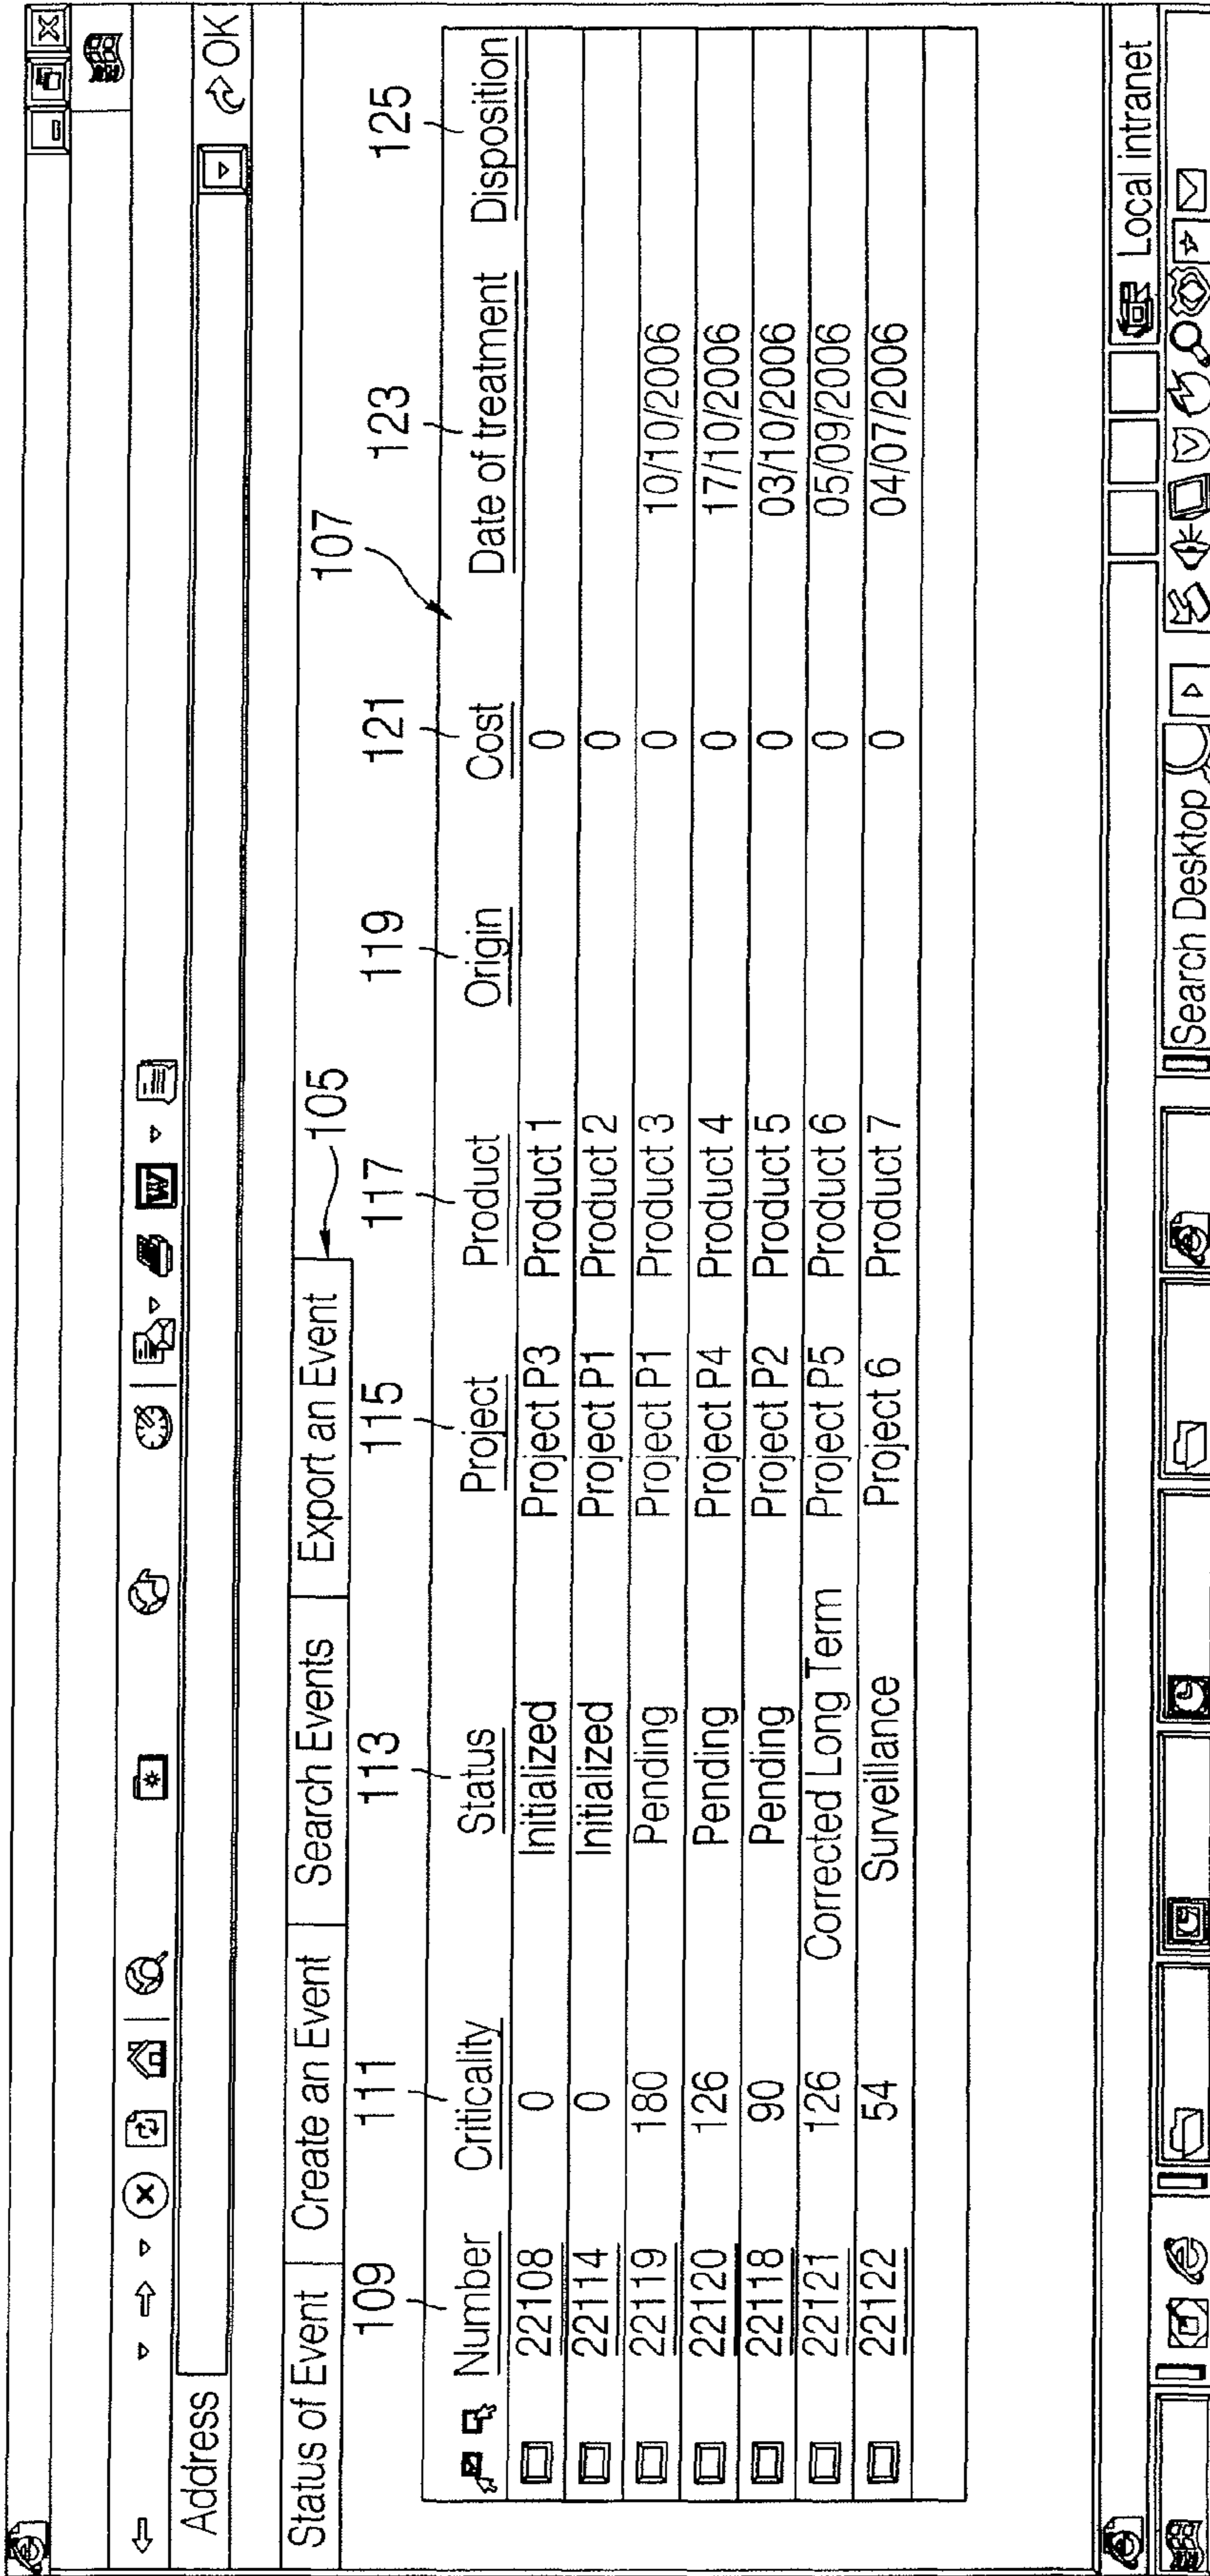 Address
OK
Status of Event Create an Event Search Events Export an Event
105
107
109 111 113 115 117 119 121 123 125
Number Criticality Status Project Product Origin Cost Date of treatment Disposition
22108 0 Initialized Project P3 Product 1 0
22114 0 Initialized Project P1 Product 2 0
22119 180 Pending Project P1 Product 3 0 10/10/2006
22120 126 Pending Project P4 Product 4 0 17/10/2006
22118 90 Pending Project P2 Product 5 0 03/10/2006
22121 126 Corrected Long Term Project P5 Product 6 0 05/09/2006
22122 54 Surveillance Project 6 Product 7 0 04/07/2006
Local intranet
Search Desktop